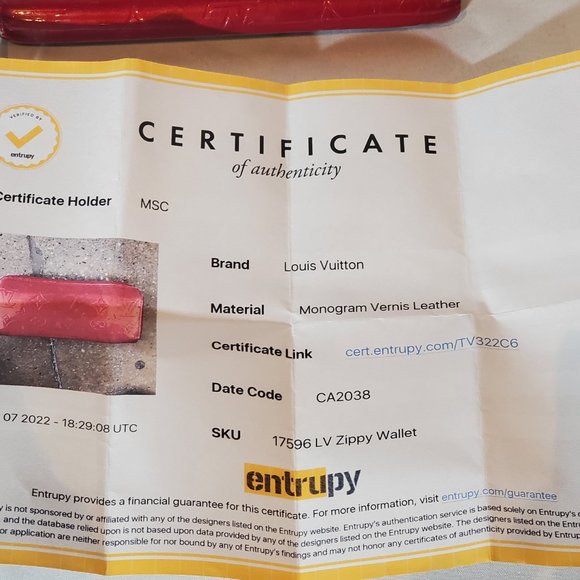 VERIFIED BY
entrupy
CERTIFICATE
of authenticity
Certificate Holder MSC
Brand Louis Vuitton
Material Monogram Vernis Leather
Certificate Link cert.entrupy.com/TV322C6
Date Code CA2038
07 2022 - 18:29:08 UTC
SKU 17596 LV Zippy Wallet
entrupy
Entrupy provides a financial guarantee for this certificate. For more information, visit entrupy.com/guarantee
y is not sponsored by or affiliated with any of the designers listed on the Entrupy website. Entrupy's authentication service is based solely on Entrupy's
and the database relied upon is not based upon data provided by any of the designers listed on the Entrupy website. The designers listed on the Entrupy
or application are neither responsible for nor bound by any of Entrupy's findings and may not honor any certificates of authenticity provided by Entrupy